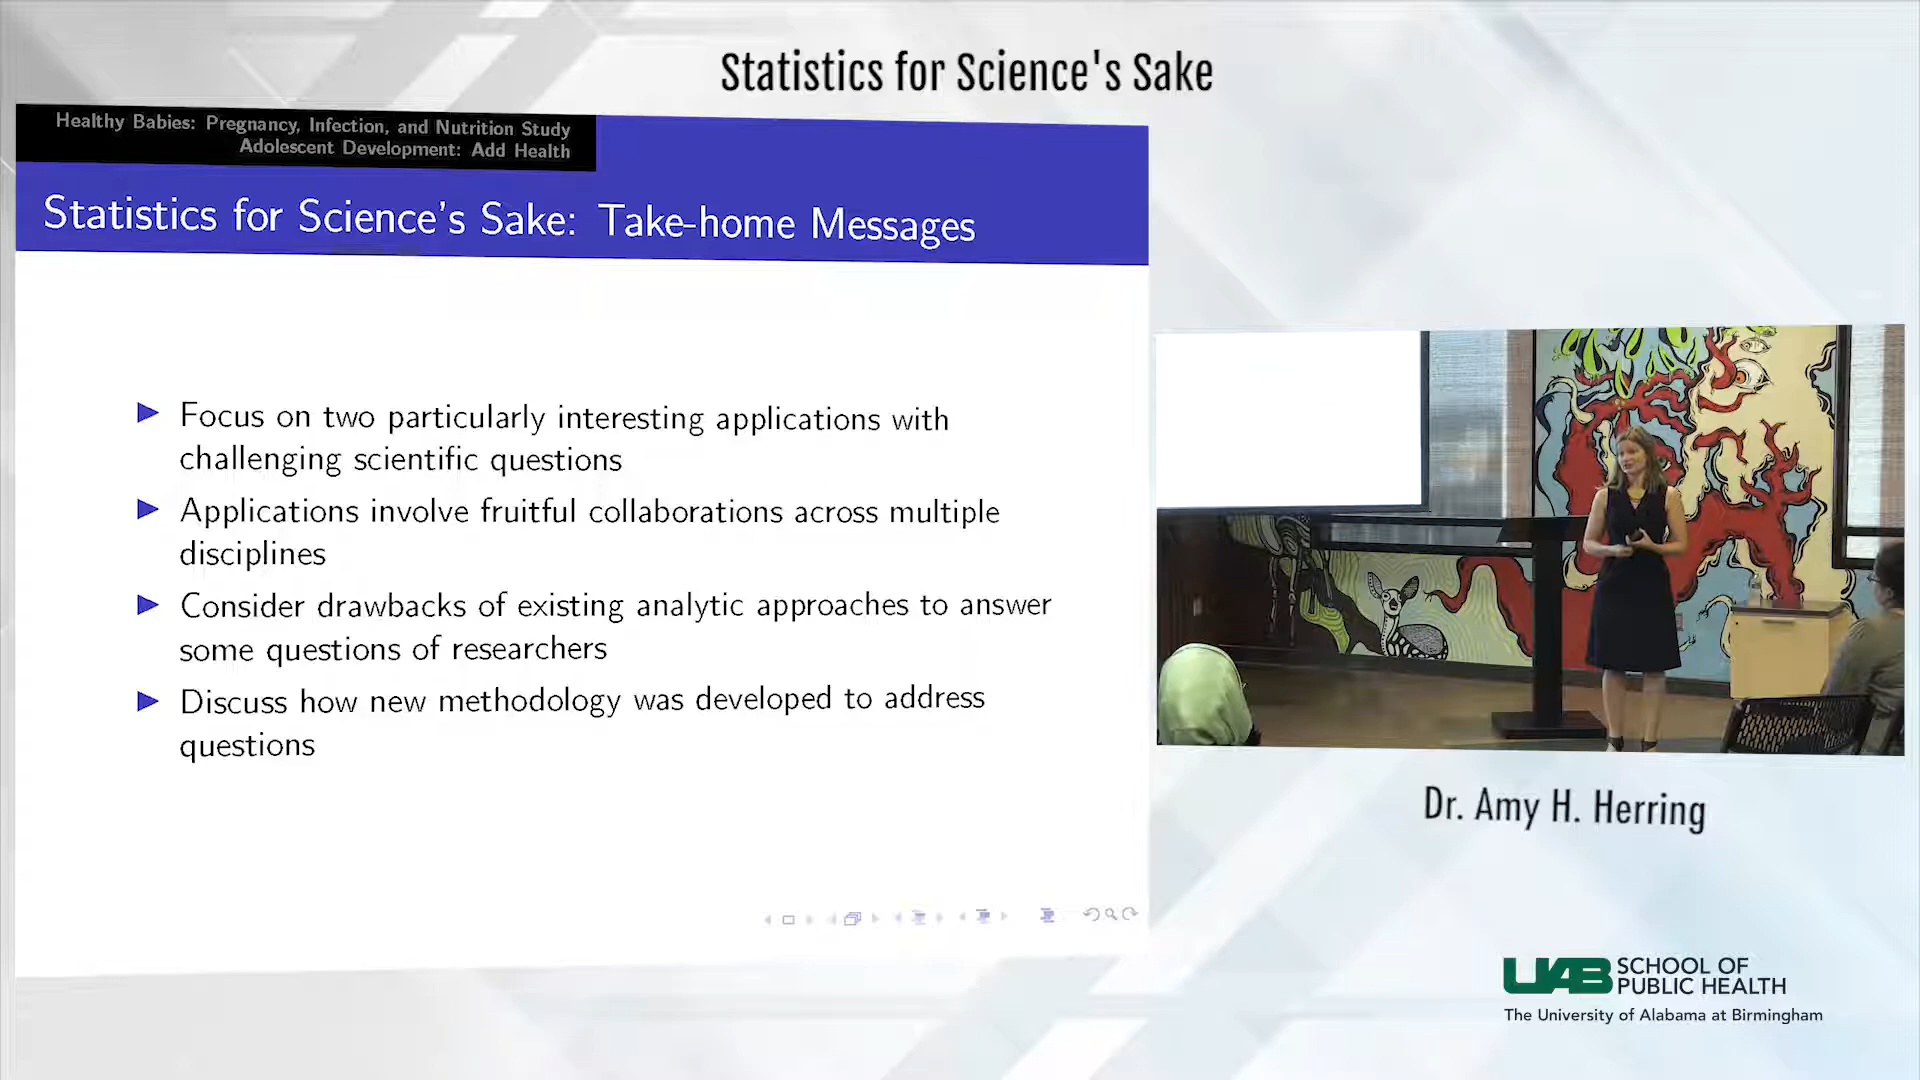 Statistics for Science's Sake
Healthy Babies: Pregnancy, Infection, and Nutrition Study
Adolescent Development: Add Health
Statistics for Science's Sake: Take-home Messages
Focus on two particularly interesting applications with
challenging scientific questions
Applications involve fruitful collaborations across multiple
disciplines
Consider drawbacks of existing analytic approaches to answer
some questions of researchers
Discuss how new methodology was developed to address
questions
Dr. Amy H. Herring
UAB SCHOOL OF
PUBLIC HEALTH
The University of Alabama at Birmingham